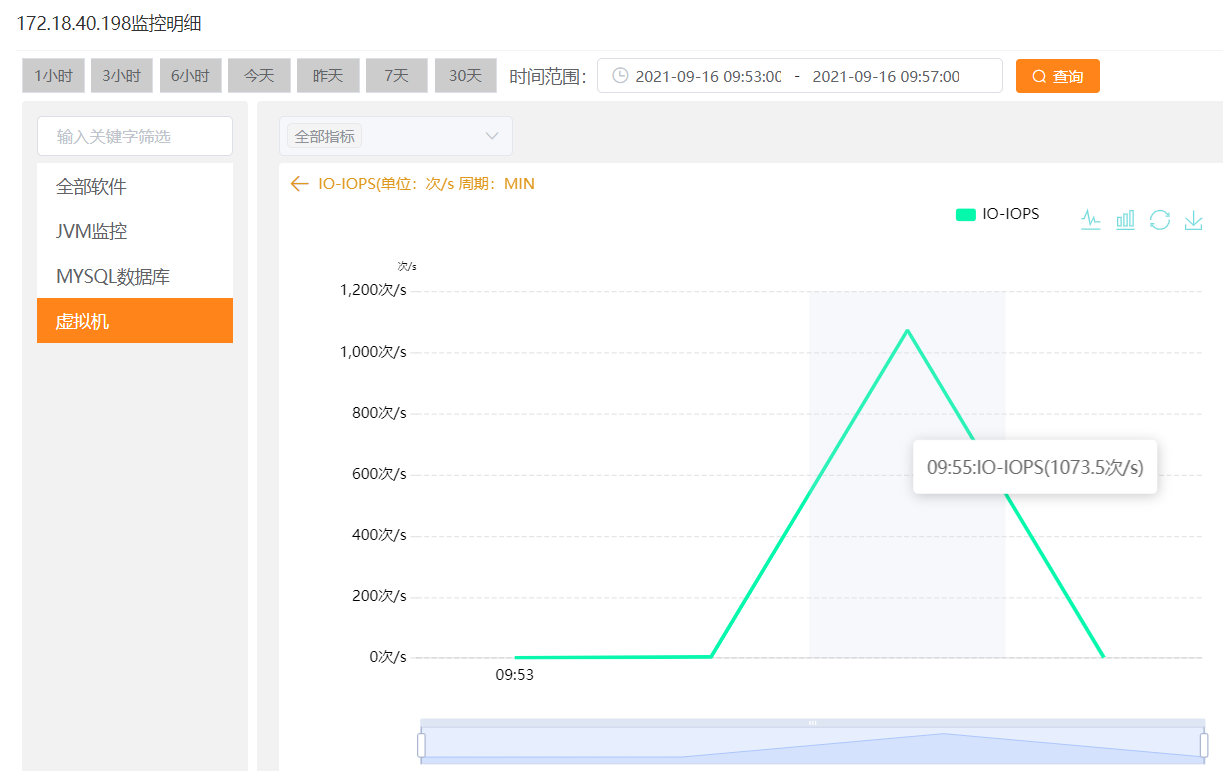 172.18.40.198监控明细
1小时 3小时 6小时 今天 昨天 7天 30天 时间范围： 2021-09-16 09:53:00 - 2021-09-16 09:57:00 查询
输入关键字筛选
全部指标
全部软件
IO-IOPS(单位：次/s 周期：MIN
IO-IOPS
JVM监控
MYSQL数据库
虚拟机
次/s
1,200次/s
1,000次/s
800次/s
600次/s
09:55:IO-IOPS(1073.5次/s)
400次/s
200次/s
0次/s
09:53